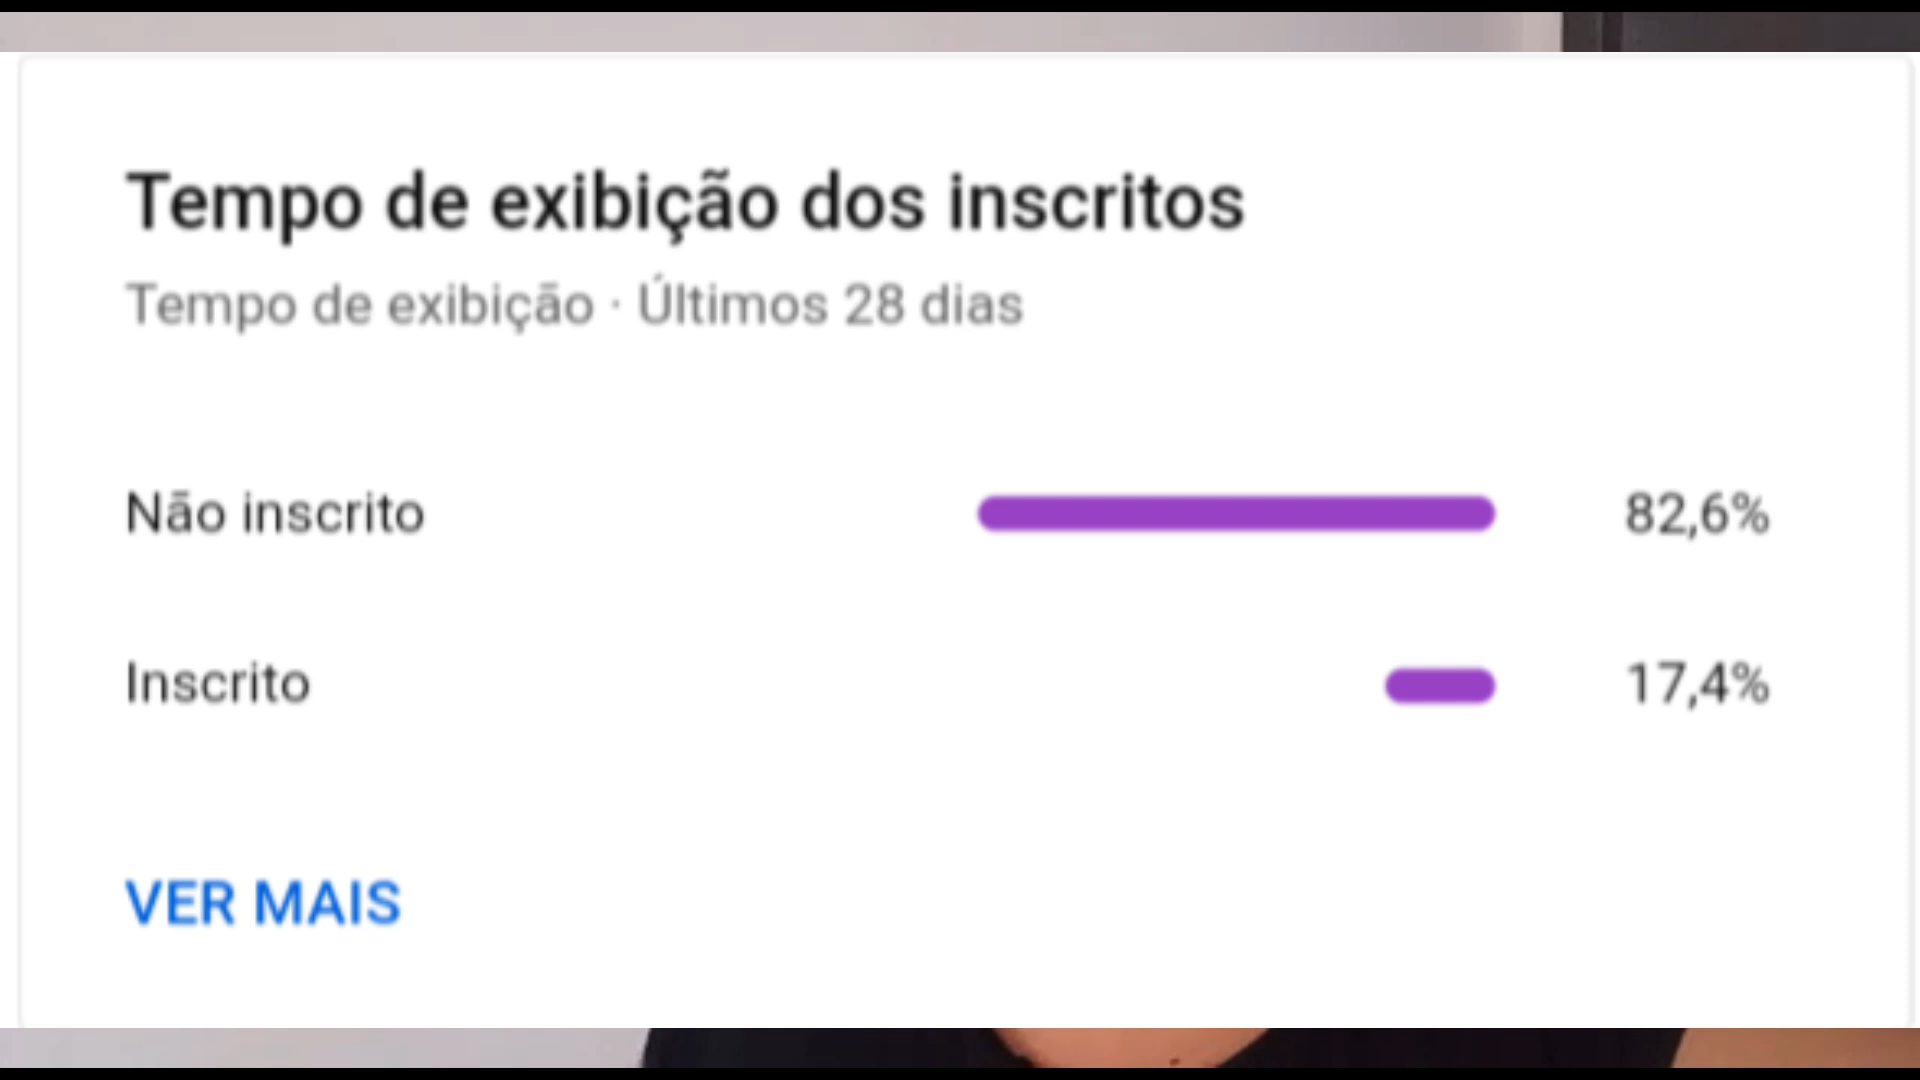 Tempo de exibição dos inscritos
Tempo de exibição · Últimos 28 dias
Não inscrito 82,6%
Inscrito 17,4%
VER MAIS